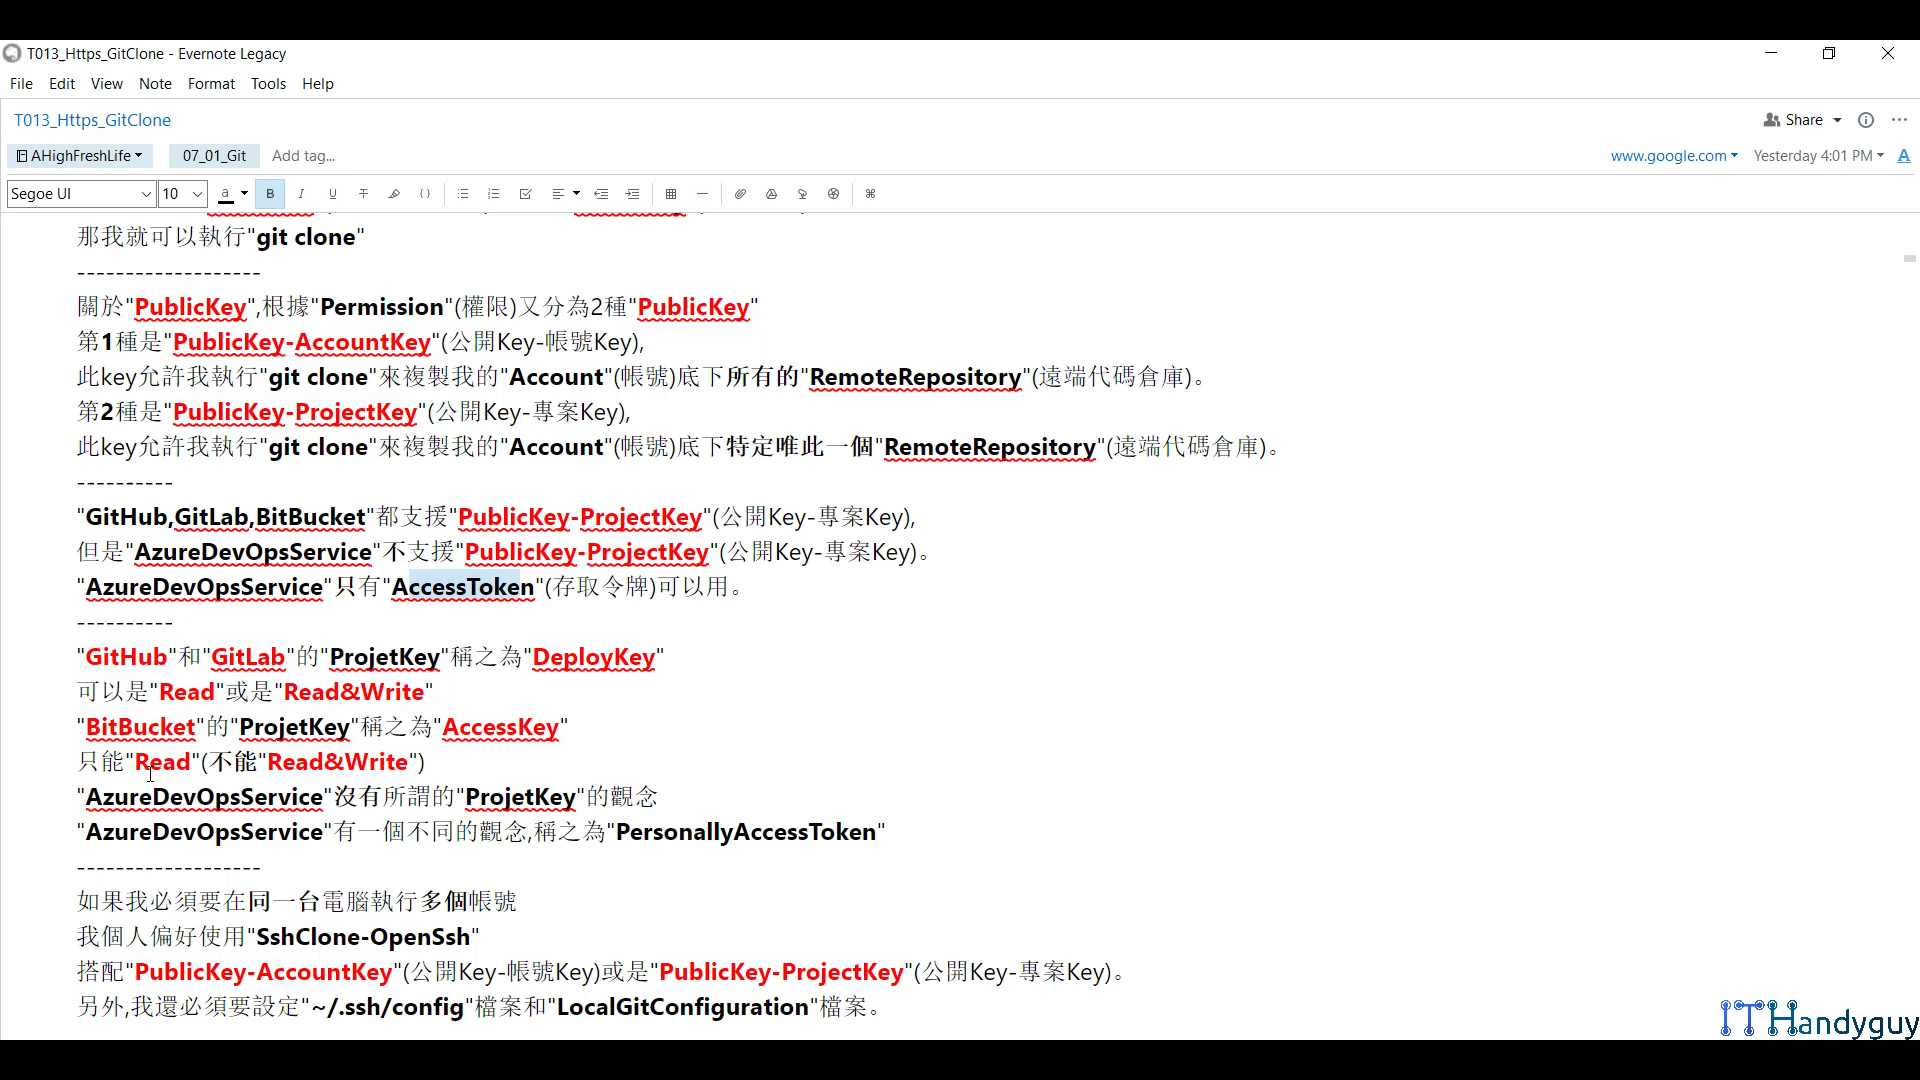 T013_Https_GitClone - Evernote Legacy
File Edit View Note Format Tools Help
T013_Https_GitClone Share
AHighFreshLife 07_01_Git Add tag... www.google.com Yesterday 4:01 PM A
Segoe UI 10 a B I U T
那我就可以執行"git clone"
-------------------
關於"PublicKey",根據"Permission"(權限)又分為2種"PublicKey"
第1種是"PublicKey-AccountKey"(公開Key-帳號Key),
此key允許我執行"git clone"來複製我的"Account"(帳號)底下所有的"RemoteRepository"(遠端代碼倉庫)。
第2種是"PublicKey-ProjectKey"(公開Key-專案Key),
此key允許我執行"git clone"來複製我的"Account"(帳號)底下特定唯此一個"RemoteRepository"(遠端代碼倉庫)。
----------
"GitHub,GitLab,BitBucket"都支援"PublicKey-ProjectKey"(公開Key-專案Key),
但是"AzureDevOpsService"不支援"PublicKey-ProjectKey"(公開Key-專案Key)。
"AzureDevOpsService"只有"AccessToken"(存取令牌)可以用。
----------
"GitHub"和"GitLab"的"ProjetKey"稱之為"DeployKey"
可以是"Read"或是"Read&Write"
"BitBucket"的"ProjetKey"稱之為"AccessKey"
只能"Read"(不能"Read&Write")
"AzureDevOpsService"沒有所謂的"ProjetKey"的觀念
"AzureDevOpsService"有一個不同的觀念,稱之為"PersonallyAccessToken"
-------------------
如果我必須要在同一台電腦執行多個帳號
我個人偏好使用"SshClone-OpenSsh"
搭配"PublicKey-AccountKey"(公開Key-帳號Key)或是"PublicKey-ProjectKey"(公開Key-專案Key)。
另外,我還必須要設定"~/.ssh/config"檔案和"LocalGitConfiguration"檔案。
ITHandyguy